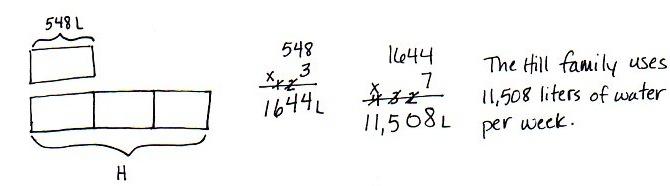 548 L
H
548
x 3
1644 L
1644
x 7
11,508 L
The Hill family uses
11,508 liters of water
per week.